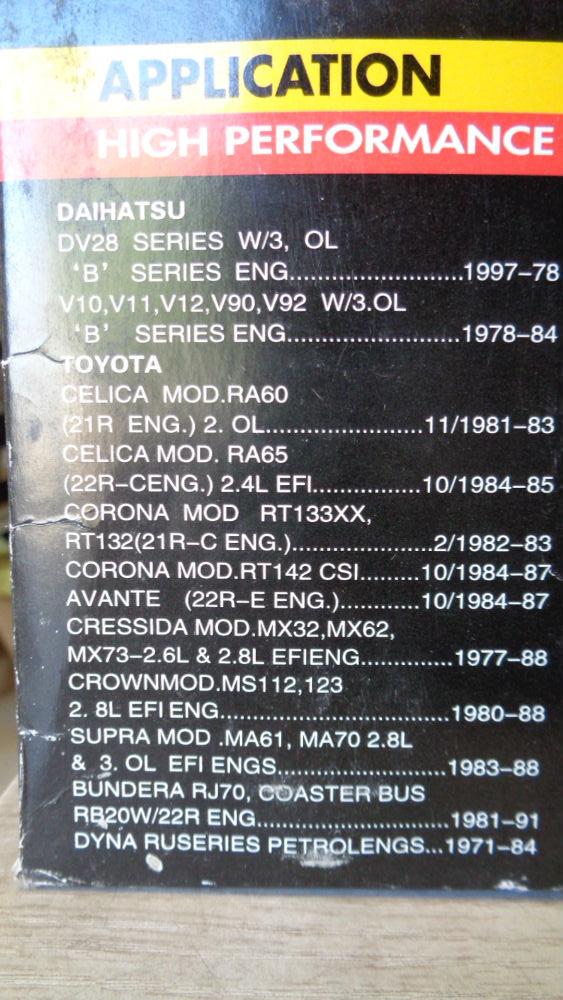 APPLICATION
HIGH PERFORMANCE
DAIHATSU
DV28 SERIES W/3, OL
'B' SERIES ENG........................1997–78
V10,V11,V12,V90,V92 W/3.OL
'B' SERIES ENG........................1978–84
TOYOTA
CELICA MOD.RA60
(21R ENG.) 2. OL......................11/1981–83
CELICA MOD. RA65
(22R–CENG.) 2.4L EFI...............10/1984–85
CORONA MOD RT133XX,
RT132(21R–C ENG.)....................2/1982–83
CORONA MOD.RT142 CSI.........10/1984–87
AVANTE (22R–E ENG.)............10/1984–87
CRESSIDA MOD.MX32,MX62,
MX73–2.6L & 2.8L EFIENG.............1977–88
CROWNMOD.MS112,123
2. 8L EFI ENG................................1980–88
SUPRA MOD .MA61, MA70 2.8L
& 3. OL EFI ENGS........................1983–88
BUNDERA RJ70, COASTER BUS
RB20W/22R ENG............................1981–91
DYNA RUSERIES PETROLENGS...1971–84